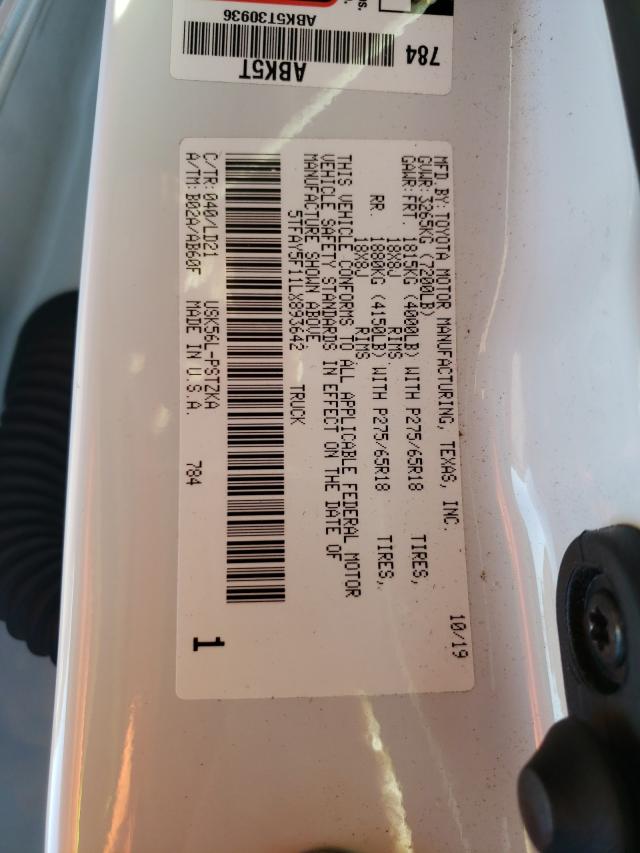 784
ABK5T30936
ABK5T
MFD. BY: TOYOTA MOTOR MANUFACTURING, TEXAS, INC. 10/19
GVWR: 3265KG (7200LB)
GAWR: FRT 1815KG (4000LB) WITH P275/65R18 TIRES,
18X8J RIMS
RR. 1880KG (4150LB) WITH P275/65R18 TIRES,
18X8J RIMS
THIS VEHICLE CONFORMS TO ALL APPLICABLE FEDERAL MOTOR
VEHICLE SAFETY STANDARDS IN EFFECT ON THE DATE OF
MANUFACTURE SHOWN ABOVE.
5TFAY5F11LX893642 TRUCK
C/TR: 040/LD21 USK56L-PSTZKA
A/TM: B02A/AB60F MADE IN U.S.A. 784
1